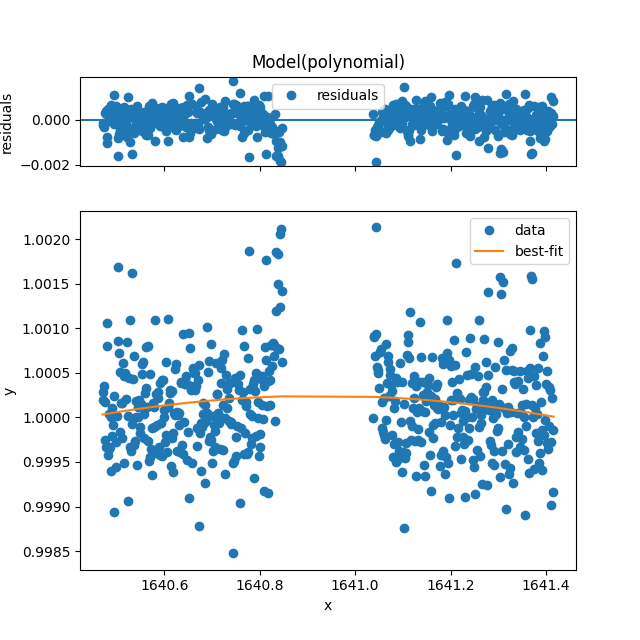 Model(polynomial)
residuals
0.000
−0.002
residuals
1.0020
1.0015
1.0010
1.0005
1.0000
0.9995
0.9990
0.9985
y
data
best-fit
1640.6 1640.8 1641.0 1641.2 1641.4
x